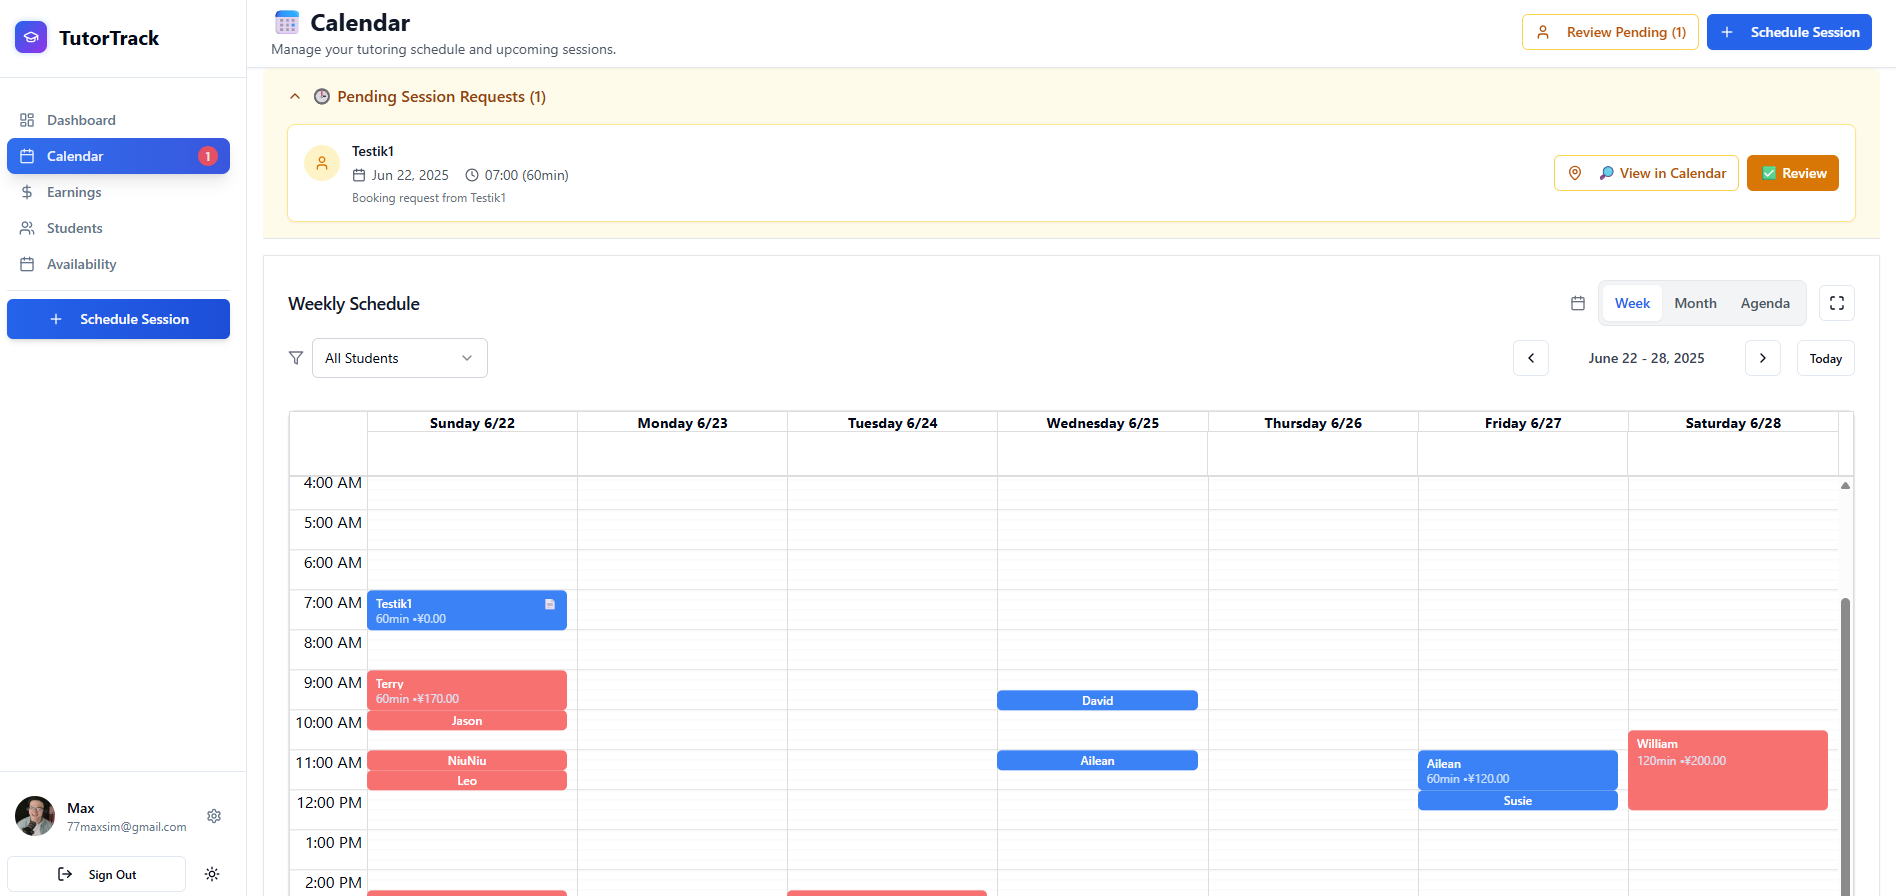 TutorTrack
Dashboard
Calendar
1
Earnings
Students
Availability
Schedule Session
Max
77maxsim@gmail.com
Sign Out
Calendar
Manage your tutoring schedule and upcoming sessions.
Review Pending (1)
Schedule Session
Pending Session Requests (1)
Testik1
Jun 22, 2025
07:00 (60min)
Booking request from Testik1
View in Calendar
Review
Weekly Schedule
Week
Month
Agenda
All Students
June 22 - 28, 2025
Today
Sunday 6/22
Monday 6/23
Tuesday 6/24
Wednesday 6/25
Thursday 6/26
Friday 6/27
Saturday 6/28
4:00 AM
5:00 AM
6:00 AM
7:00 AM
Testik1
60min •¥0.00
8:00 AM
9:00 AM
Terry
60min •¥170.00
David
10:00 AM
Jason
William
120min •¥200.00
11:00 AM
NiuNiu
Leo
Ailean
Ailean
60min •¥120.00
12:00 PM
Susie
1:00 PM
2:00 PM